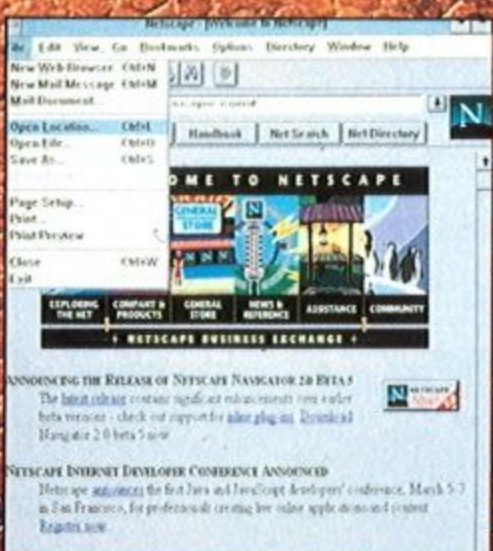 Netscape - [Welcome to Netscape]
File Edit View Go Bookmarks Options Directory Window Help
New Web Browser Ctrl+N
New Mail Message Ctrl+M
Mail Document...
Open Location... Ctrl+L
Open File... Ctrl+O
Save As... Ctrl+S
Page Setup...
Print...
Print Preview
Close Ctrl+W
Exit
Handbook Net Search Net Directory
N
OME TO NETSCAPE
GENERAL STORE
N
EXPLORING THE NET
COMPANY & PRODUCTS
GENERAL STORE
NEWS & REFERENCE
ASSISTANCE
COMMUNITY
NETSCAPE BUSINESS EXCHANGE
ANNOUNCING THE RELEASE OF NETSCAPE NAVIGATOR 2.0 BETA 5
The latest release contains significant enhancements over earlier
beta versions - check out support for inline plug-ins. Download
Navigator 2.0 beta 5 now.
N NETSCAPE
NETSCAPE INTERNET DEVELOPER CONFERENCE ANNOUNCED
Netscape announces the first Java and JavaScript developers' conference, March 5-7
in San Francisco, for professionals creating live online applications and content.
Register now.